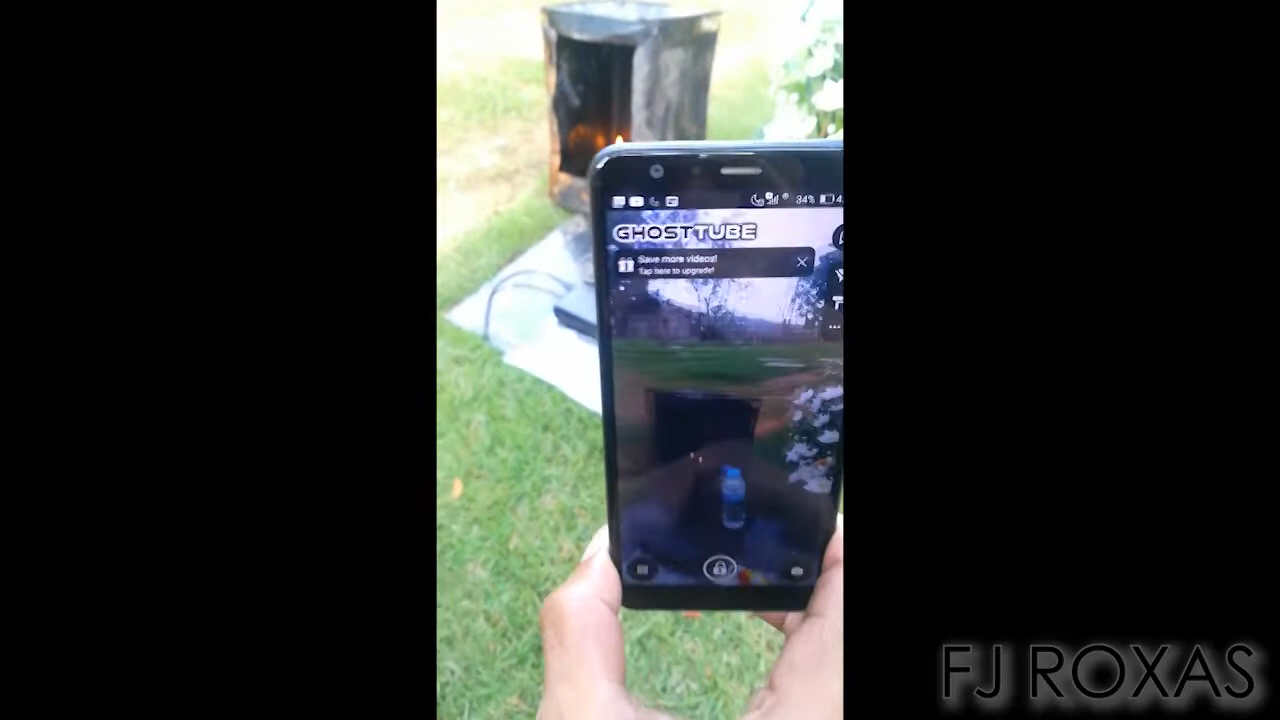 34%
GHOSTTUBE
Save more videos!
Tap here to upgrade!
FJ ROXAS